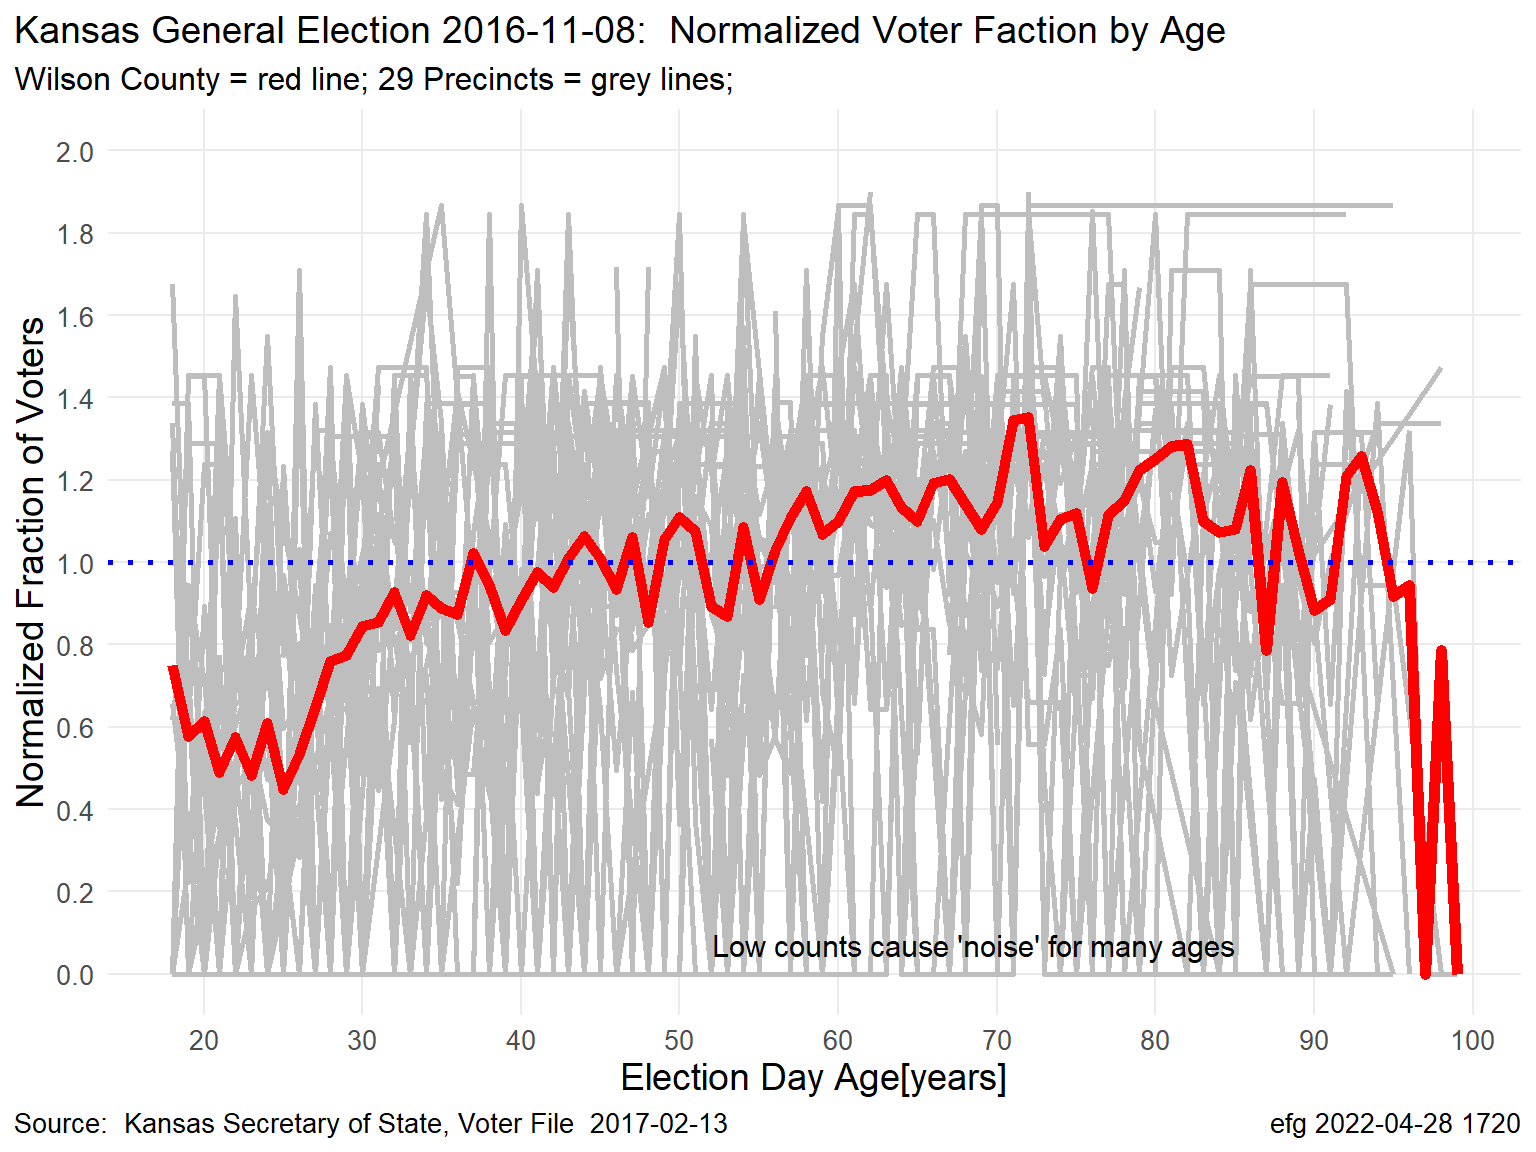 Kansas General Election 2016-11-08:  Normalized Voter Faction by Age
Wilson County = red line; 29 Precincts = grey lines;
Normalized Fraction of Voters
2.0
1.8
1.6
1.4
1.2
1.0
0.8
0.6
0.4
0.2
0.0
Low counts cause 'noise' for many ages
20 30 40 50 60 70 80 90 100
Election Day Age[years]
Source:  Kansas Secretary of State, Voter File  2017-02-13
efg 2022-04-28 1720